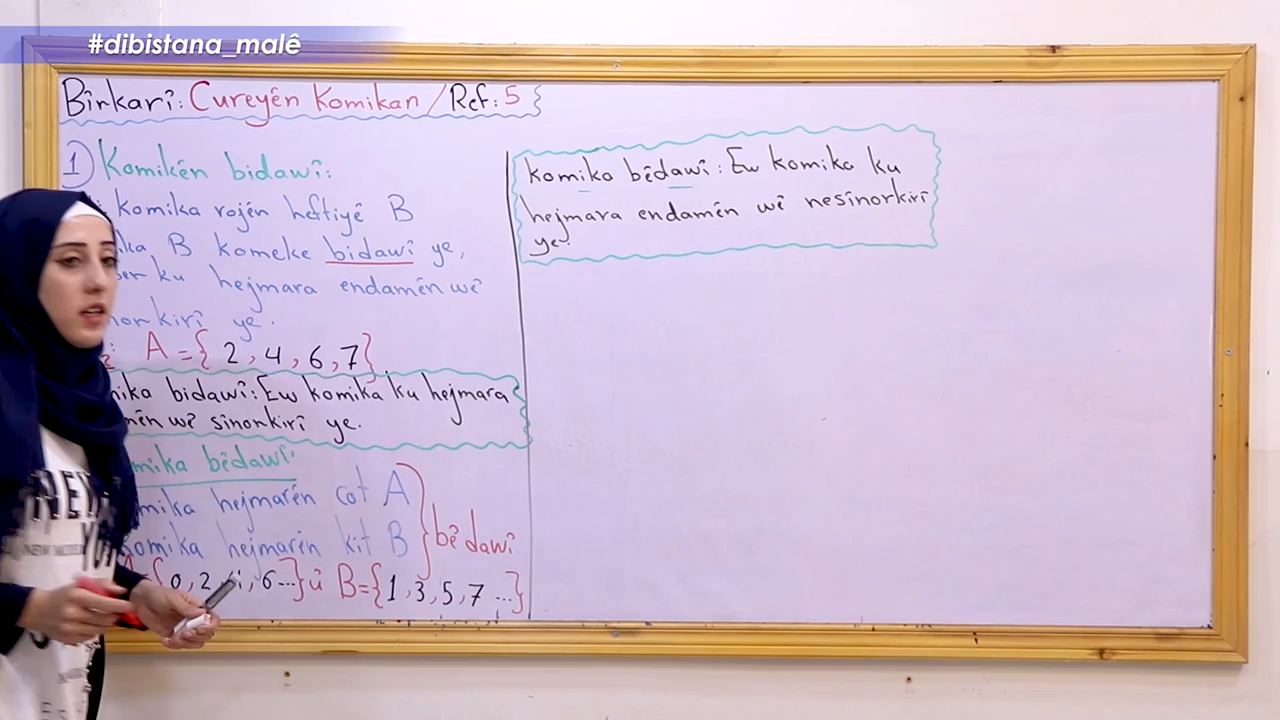 #dibistana_malê
Bîrkarî: Cureyên Komikan / Ref: 5
1) Komikên bidawî:
komika rojên heftiyê B
B komeke bidawî ye,
ku hejmara endamên wê
ye.
A = { 2, 4, 6, 7 }
bidawî: Ew komika ku hejmara
wê sînorkirî ye.
bêdawî:
hejmarên cot A
komika hejmarên kit B
bêdawî
0, 2, 4, 6... } û B = { 1, 3, 5, 7 ... }
komika bêdawî: Ew komika ku
hejmara endamên wê nesînorkirî
ye.